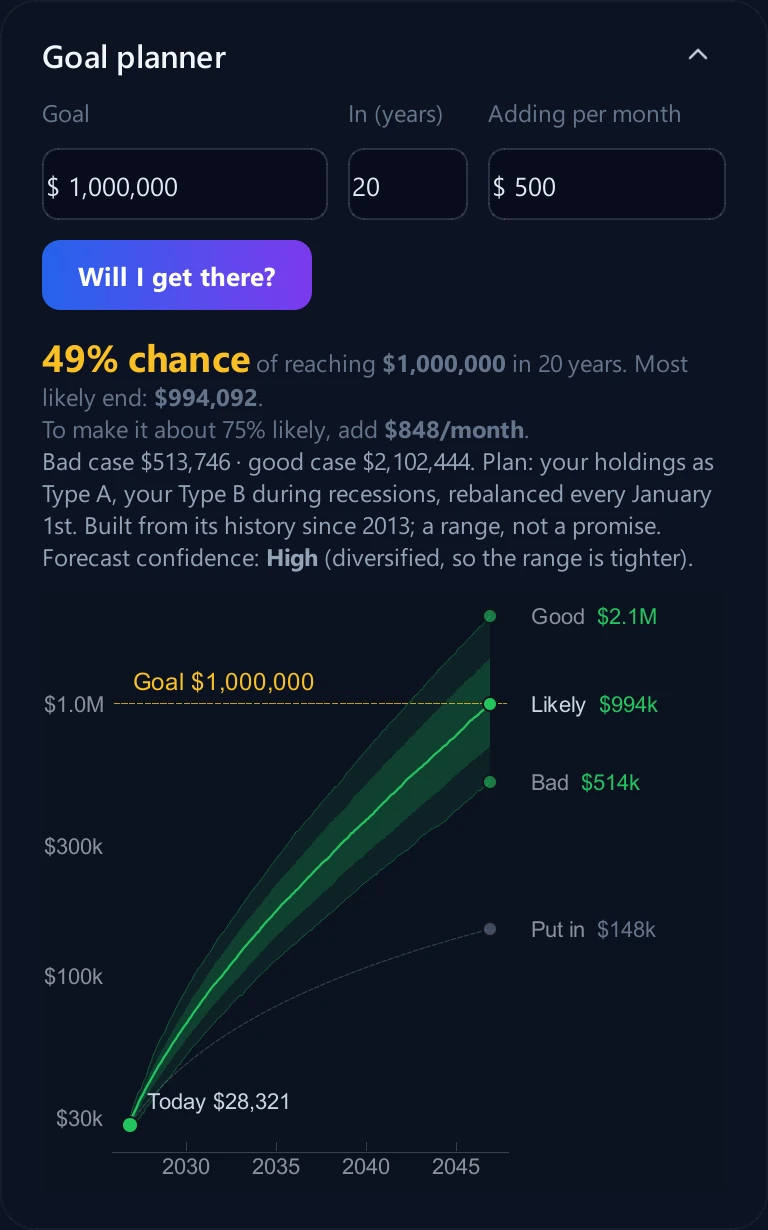 Goal planner
Goal In (years) Adding per month
$ 1,000,000 20 $ 500
Will I get there?
49% chance of reaching $1,000,000 in 20 years. Most
likely end: $994,092.
To make it about 75% likely, add $848/month.
Bad case $513,746 · good case $2,102,444. Plan: your holdings as
Type A, your Type B during recessions, rebalanced every January
1st. Built from its history since 2013; a range, not a promise.
Forecast confidence: High (diversified, so the range is tighter).
Good $2.1M
Goal $1,000,000
$1.0M Likely $994k
Bad $514k
$300k
Put in $148k
$100k
Today $28,321
$30k
2030 2035 2040 2045